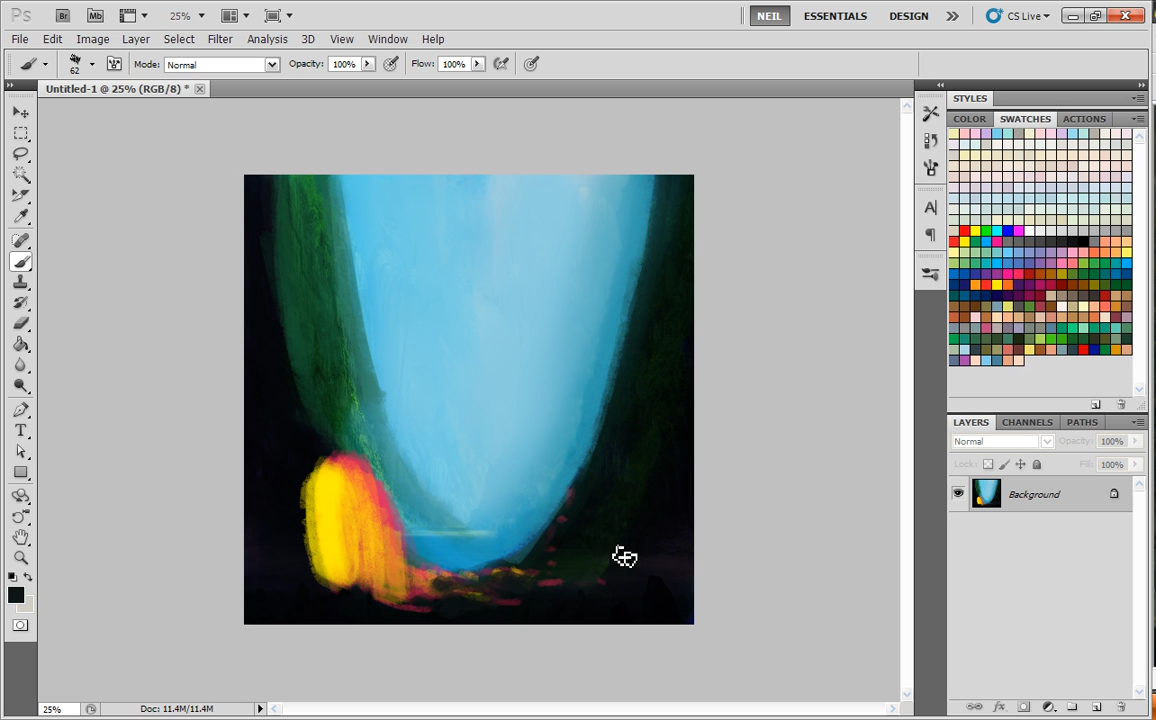 Ps Br Mb 25% NEIL ESSENTIALS DESIGN CS Live
File Edit Image Layer Select Filter Analysis 3D View Window Help
62 Mode: Normal Opacity: 100% Flow: 100%
Untitled-1 @ 25% (RGB/8) *
STYLES
COLOR SWATCHES ACTIONS
LAYERS CHANNELS PATHS
Normal Opacity: 100%
Lock: Fill: 100%
Background
25% Doc: 11.4M/11.4M